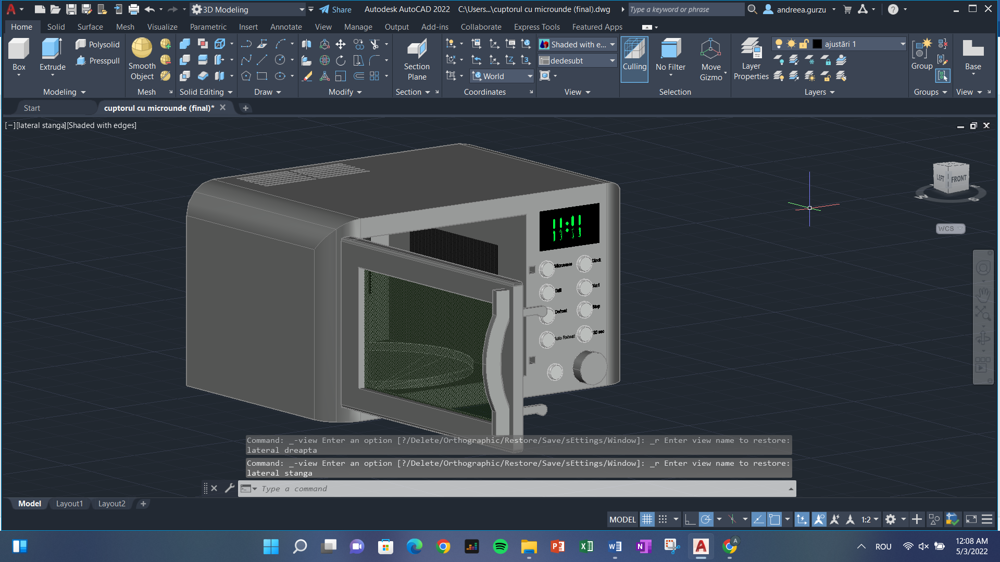 3D Modeling
Share
Autodesk AutoCAD 2022 C:\Users...\cuptorul cu microunde (final).dwg
Type a keyword or phrase
andreea.gurzu
Home Solid Surface Mesh Visualize Parametric Insert Annotate View Manage Output Add-ins Collaborate Express Tools Featured Apps
Box
Extrude
Polysolid
Presspull
Modeling
Smooth
Object
Mesh
Solid Editing
Draw
Modify
Section
Plane
Section
World
Coordinates
Shaded with e...
dedesubt
View
Culling
No Filter
Move
Gizmo
Selection
Layer
Properties
ajustări 1
Layers
Group
Groups
Base
View
Start
cuptorul cu microunde (final)*
[−][lateral stanga][Shaded with edges]
LEFT FRONT
W S E
WCS
11:11
Microwave
Clock
Grill
Start
Defrost
Stop
Auto Reheat
30 sec
Command: _-view Enter an option [?/Delete/Orthographic/Restore/Save/sEttings/Window]: _r Enter view name to restore:
lateral dreapta
Command: _-view Enter an option [?/Delete/Orthographic/Restore/Save/sEttings/Window]: _r Enter view name to restore:
lateral stanga
Type a command
Model Layout1 Layout2
MODEL
1:2
ROU
12:08 AM
5/3/2022